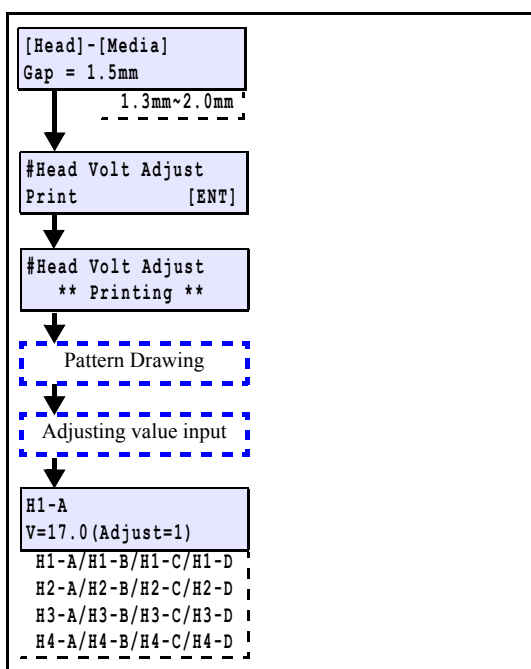 [Head]-[Media]
Gap = 1.5mm
1.3mm~2.0mm
#Head Volt Adjust
Print [ENT]
#Head Volt Adjust
** Printing **
Pattern Drawing
Adjusting value input
H1-A
V=17.0(Adjust=1)
H1-A/H1-B/H1-C/H1-D
H2-A/H2-B/H2-C/H2-D
H3-A/H3-B/H3-C/H3-D
H4-A/H4-B/H4-C/H4-D